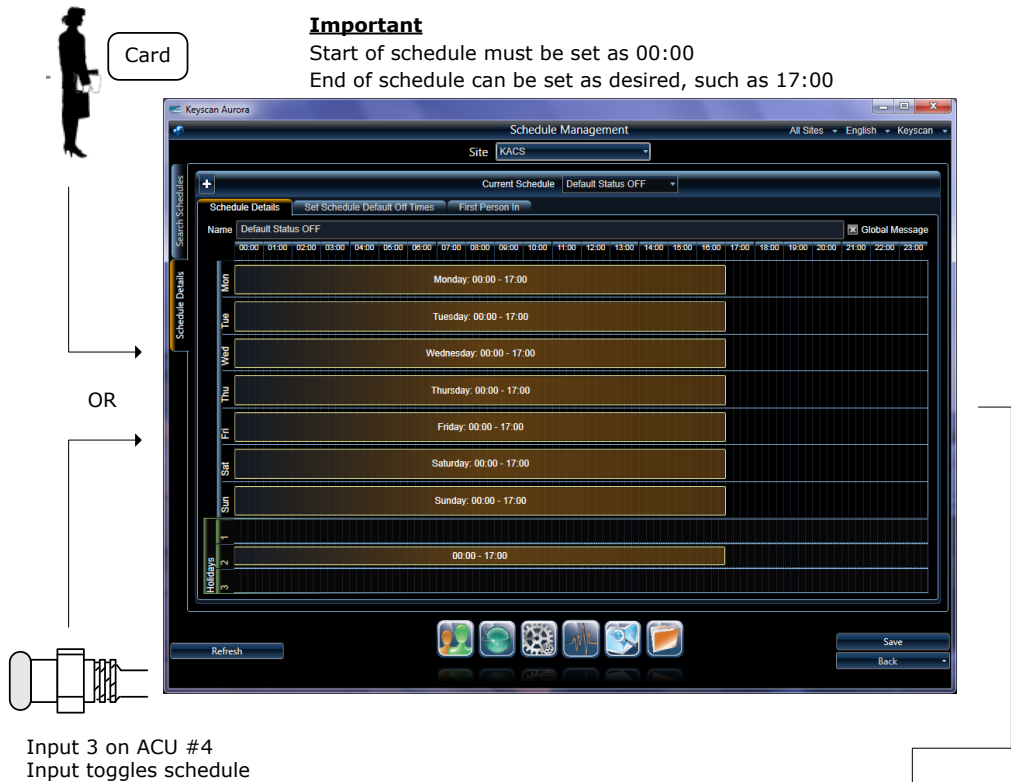 Important
Card
Start of schedule must be set as 00:00
End of schedule can be set as desired, such as 17:00
Keyscan Aurora
Schedule Management
All Sites English Keyscan
Site KACS
Search Schedules
Schedule Details
Current Schedule Default Status OFF
Schedule Details Set Schedule Default Off Times First Person In
Name Default Status OFF Global Message
00:00 01:00 02:00 03:00 04:00 05:00 06:00 07:00 08:00 09:00 10:00 11:00 12:00 13:00 14:00 15:00 16:00 17:00 18:00 19:00 20:00 21:00 22:00 23:00
Mon Monday: 00:00 - 17:00
Tue Tuesday: 00:00 - 17:00
Wed Wednesday: 00:00 - 17:00
Thu Thursday: 00:00 - 17:00
Fri Friday: 00:00 - 17:00
Sat Saturday: 00:00 - 17:00
Sun Sunday: 00:00 - 17:00
Holidays
1
2 00:00 - 17:00
3
OR
Refresh
Save
Back
Input 3 on ACU #4
Input toggles schedule